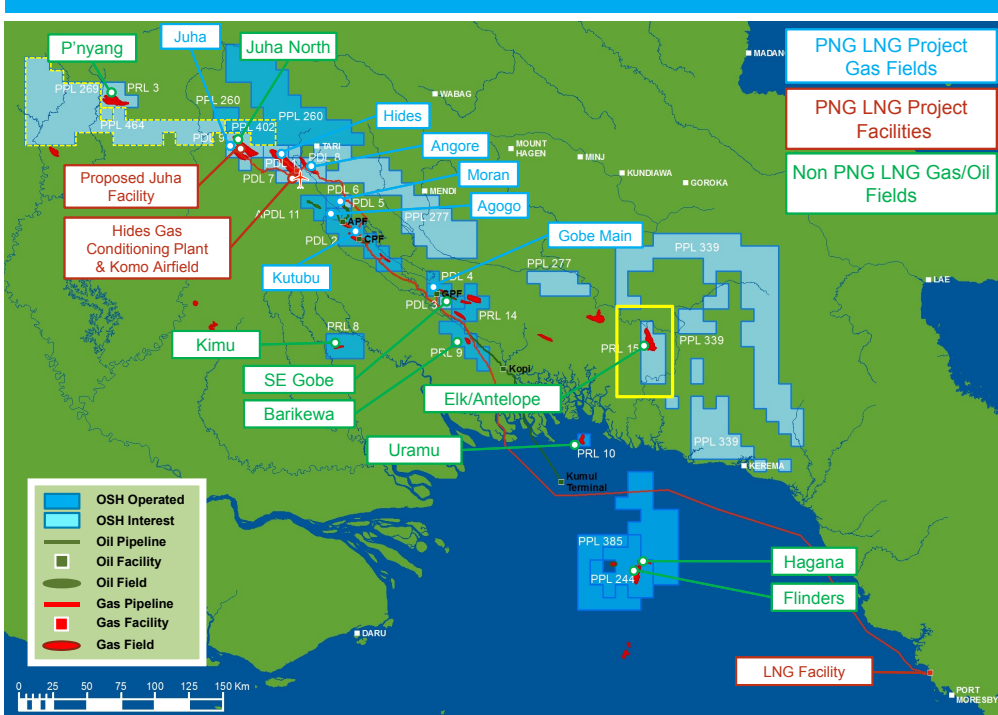 P'nyang
Juha
Juha North
MADANG
PNG LNG Project
Gas Fields
PNG LNG Project
Facilities
Non PNG LNG Gas/Oil
Fields
PPL 269
PRL 3
PPL 260
WABAG
PPL 464
PPL 402
PPL 260
Hides
PDL 9
TARI
MOUNT
HAGEN
MINJ
PDL 1
PDL 8
Angore
Proposed Juha
Facility
PDL 7
KUNDIAWA
GOROKA
Moran
PDL 6
MENDI
PDL 5
Agogo
APDL 11
APF
PPL 277
Hides Gas
Conditioning Plant
& Komo Airfield
PDL 2
CPF
Gobe Main
PPL 339
Kutubu
PPL 277
PDL 4
LAE
GPF
PDL 3
PRL 14
PRL 8
Kimu
PRL 9
PRL 15
PPL 339
SE Gobe
Kopi
Barikewa
Elk/Antelope
Uramu
PPL 339
PRL 10
KEREMA
Kumul
Terminal
OSH Operated
OSH Interest
Oil Pipeline
Oil Facility
Oil Field
Gas Pipeline
Gas Facility
Gas Field
PPL 385
Hagana
PPL 244
Flinders
DARU
LNG Facility
0 25 50 75 100 125 150 Km
PORT
MORESBY